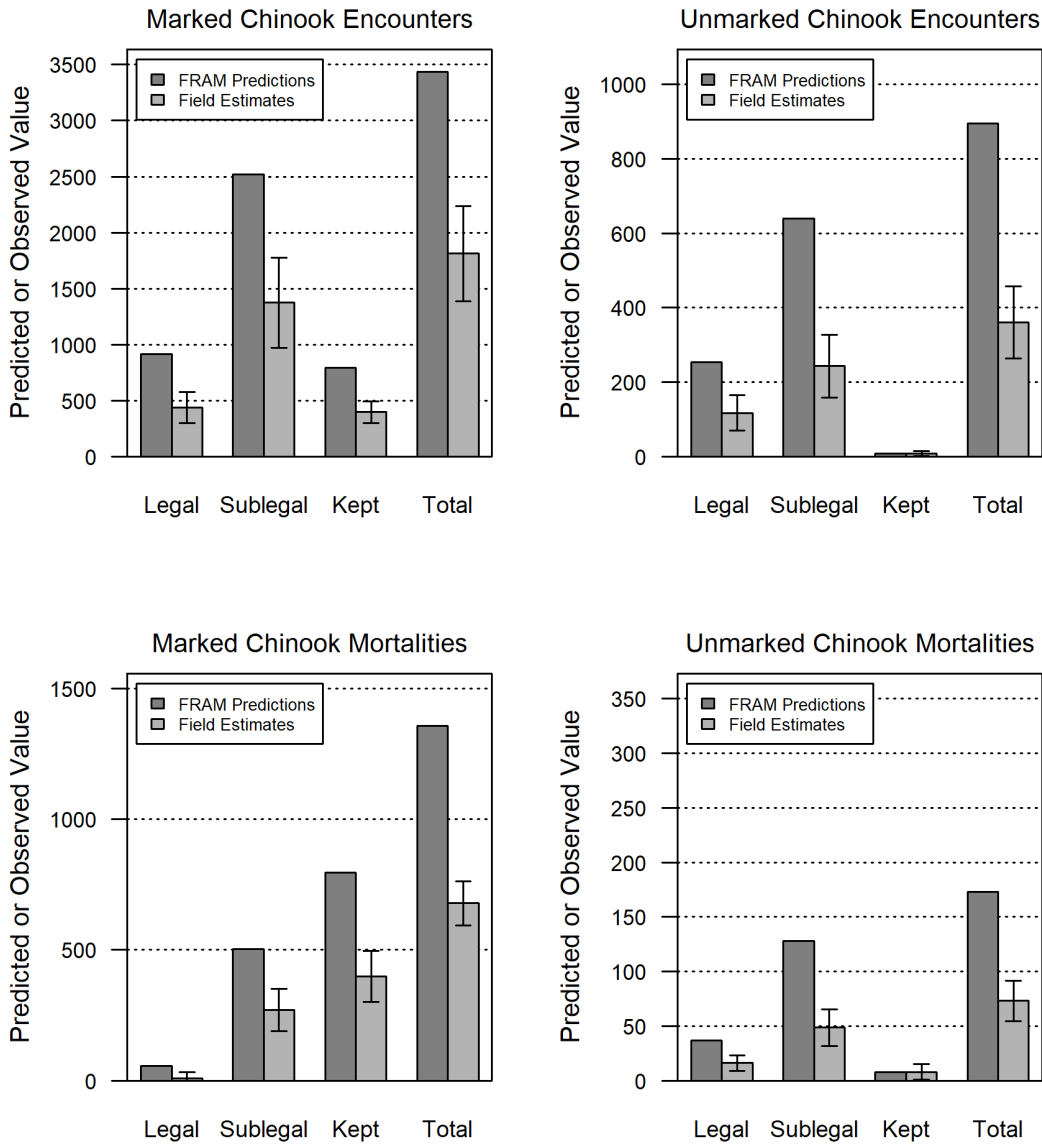 Marked Chinook Encounters
Predicted or Observed Value
3500
3000
2500
2000
1500
1000
500
0
FRAM Predictions
Field Estimates
Legal Sublegal Kept Total
Unmarked Chinook Encounters
Predicted or Observed Value
1000
800
600
400
200
0
FRAM Predictions
Field Estimates
Legal Sublegal Kept Total
Marked Chinook Mortalities
Predicted or Observed Value
1500
1000
500
0
FRAM Predictions
Field Estimates
Legal Sublegal Kept Total
Unmarked Chinook Mortalities
Predicted or Observed Value
350
300
250
200
150
100
50
0
FRAM Predictions
Field Estimates
Legal Sublegal Kept Total